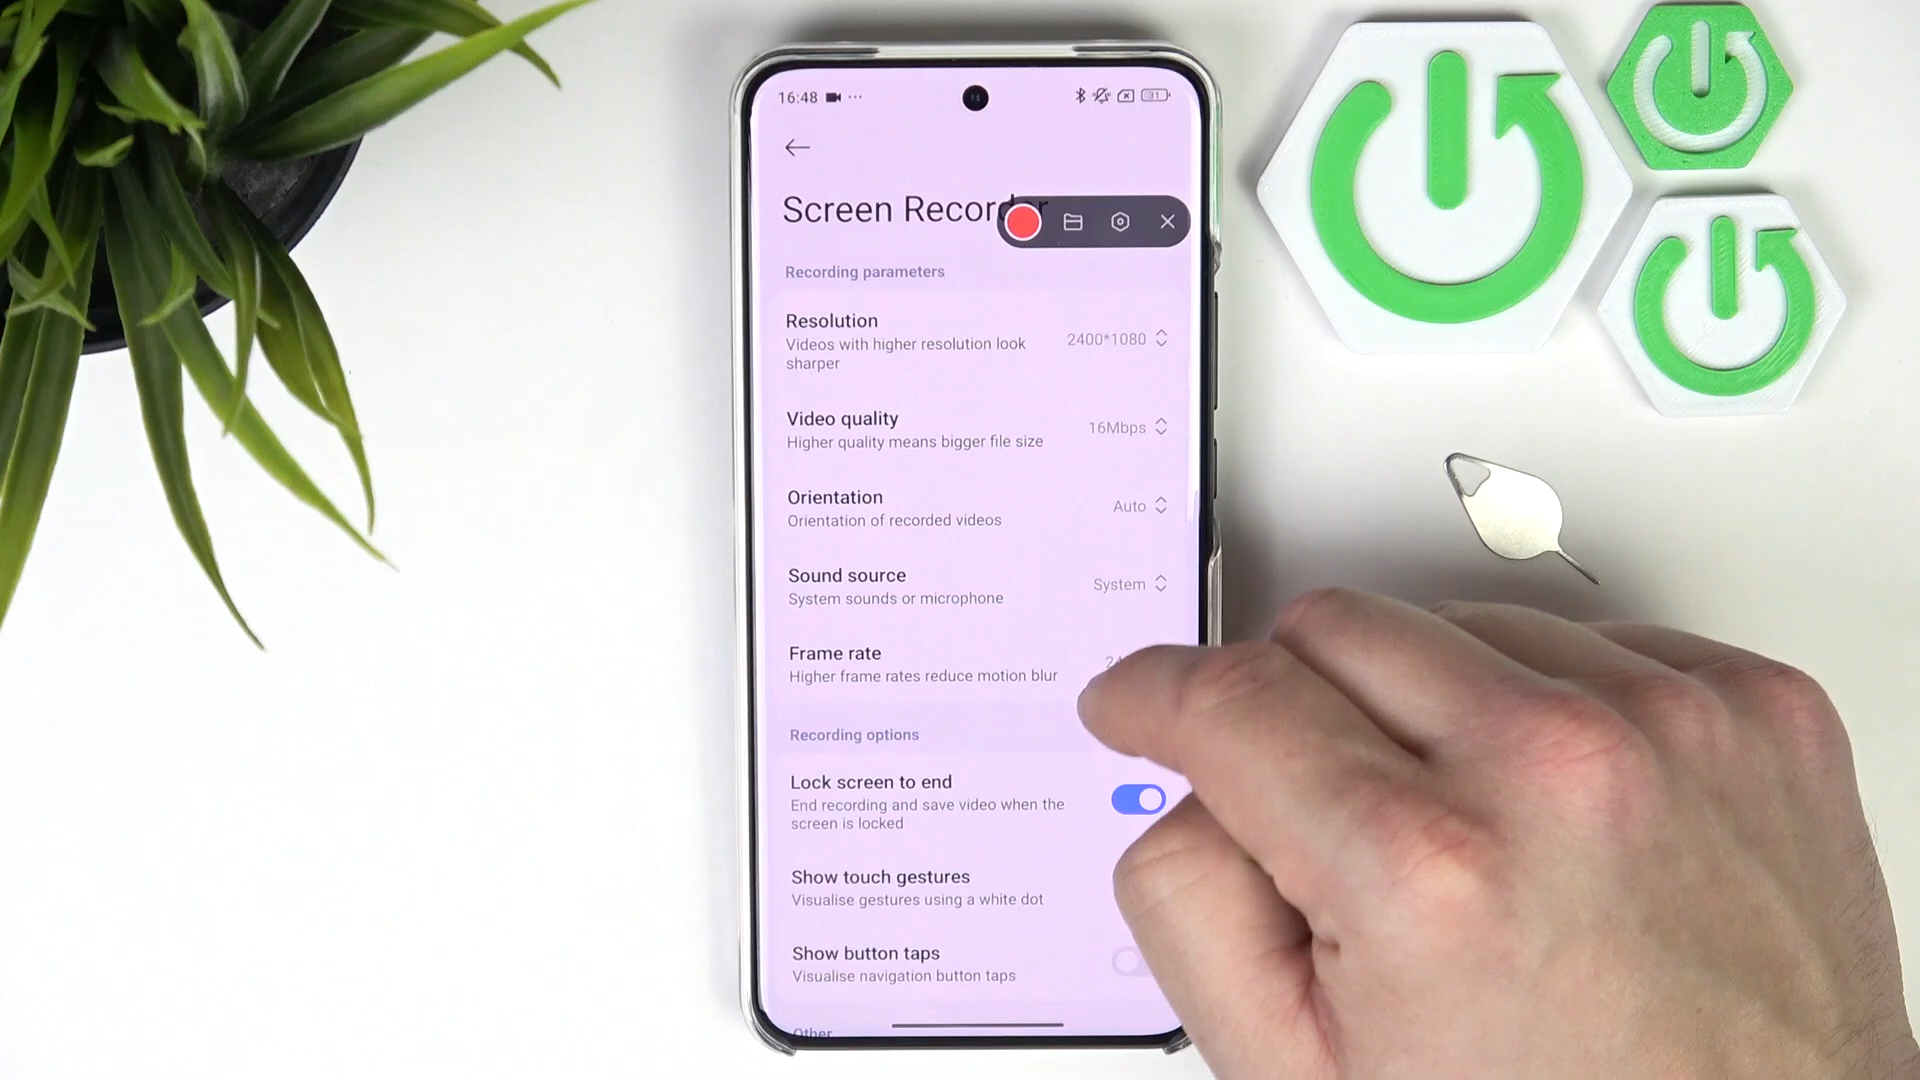 16:48 ···
31
Screen Recorder
Recording parameters
Resolution
Videos with higher resolution look
sharper
2400*1080
Video quality
Higher quality means bigger file size
16Mbps
Orientation
Orientation of recorded videos
Auto
Sound source
System sounds or microphone
System
Frame rate
Higher frame rates reduce motion blur
Recording options
Lock screen to end
End recording and save video when the
screen is locked
Show touch gestures
Visualise gestures using a white dot
Show button taps
Visualise navigation button taps
Other